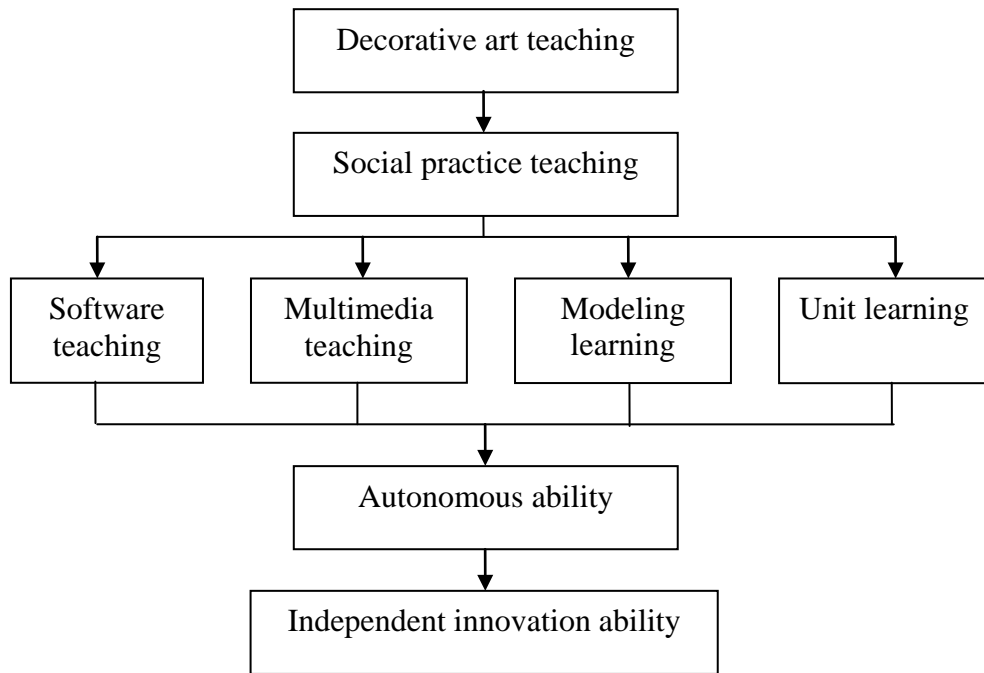 Decorative art teaching
Social practice teaching
Software
teaching
Multimedia
teaching
Modeling
learning
Unit learning
Autonomous ability
Independent innovation ability